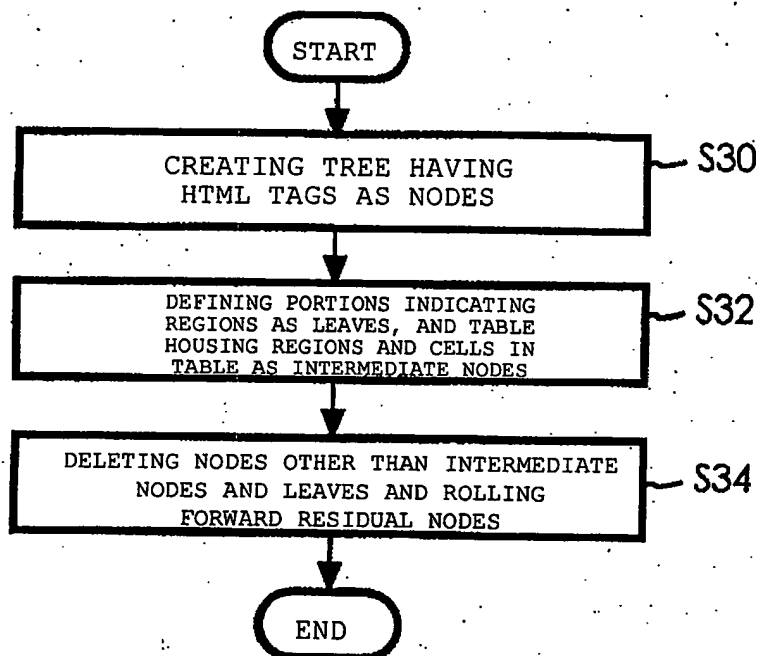 START
CREATING TREE HAVING
HTML TAGS AS NODES
S30
DEFINING PORTIONS INDICATING
REGIONS AS LEAVES, AND TABLE
HOUSING REGIONS AND CELLS IN
TABLE AS INTERMEDIATE NODES
S32
DELETING NODES OTHER THAN INTERMEDIATE
NODES AND LEAVES AND ROLLING
FORWARD RESIDUAL NODES
S34
END